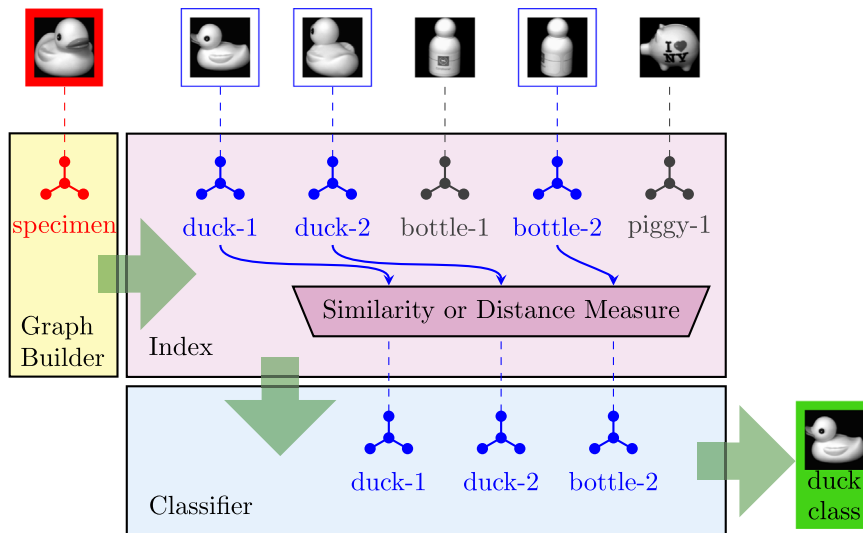 I ♥
NY
specimen
duck-1
duck-2
bottle-1
bottle-2
piggy-1
Similarity or Distance Measure
Graph
Builder
Index
duck-1
duck-2
bottle-2
duck
class
Classifier